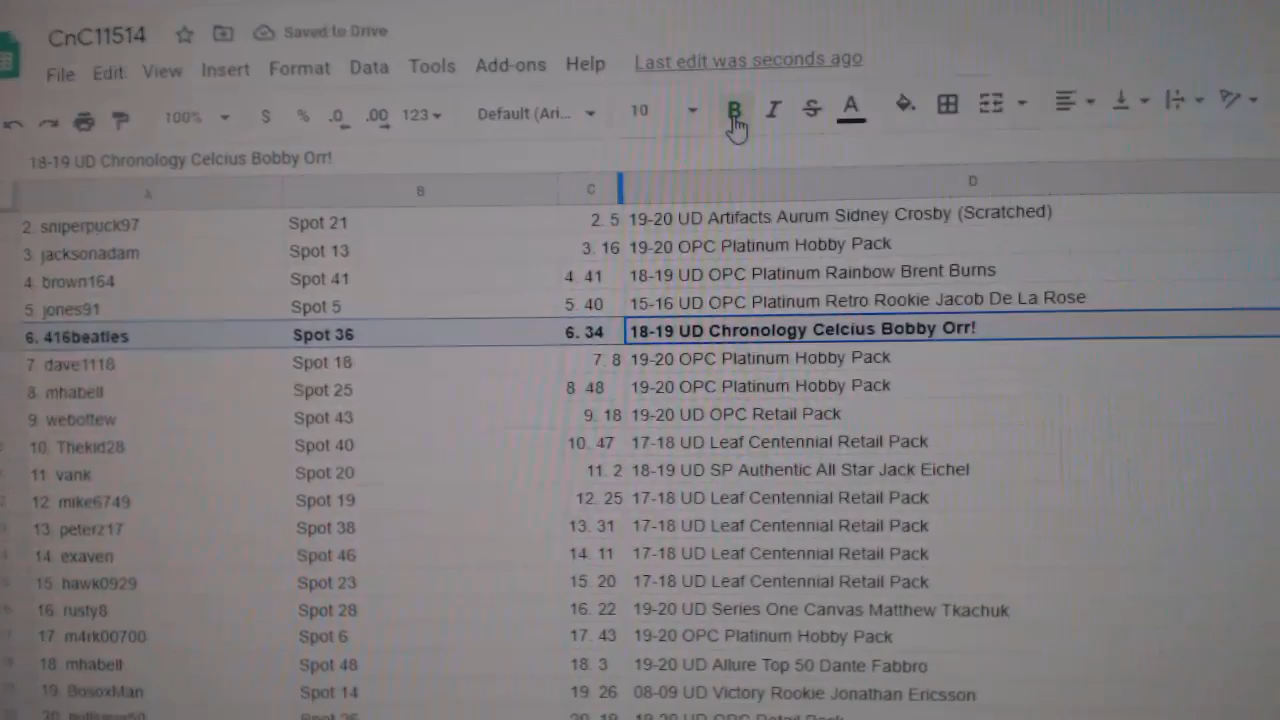 CnC11514 Saved to Drive
File Edit View Insert Format Data Tools Add-ons Help Last edit was seconds ago
100% $ % .0 .00 123 Default (Ari... 10 B I S A
18-19 UD Chronology Celcius Bobby Orr!
A B C D
2. sniperpuck97 Spot 21 2. 5 19-20 UD Artifacts Aurum Sidney Crosby (Scratched)
3. jacksonadam Spot 13 3. 16 19-20 OPC Platinum Hobby Pack
4. brown164 Spot 41 4. 41 18-19 UD OPC Platinum Rainbow Brent Burns
5. jones91 Spot 5 5. 40 15-16 UD OPC Platinum Retro Rookie Jacob De La Rose
6. 416beatles Spot 36 6. 34 18-19 UD Chronology Celcius Bobby Orr!
7. dave1118 Spot 18 7. 8 19-20 OPC Platinum Hobby Pack
8. mhabell Spot 25 8. 48 19-20 OPC Platinum Hobby Pack
9. webottew Spot 43 9. 18 19-20 UD OPC Retail Pack
10. Thekid28 Spot 40 10. 47 17-18 UD Leaf Centennial Retail Pack
11. vank Spot 20 11. 2 18-19 UD SP Authentic All Star Jack Eichel
12. mike6749 Spot 19 12. 25 17-18 UD Leaf Centennial Retail Pack
13. peterz17 Spot 38 13. 31 17-18 UD Leaf Centennial Retail Pack
14. exaven Spot 46 14. 11 17-18 UD Leaf Centennial Retail Pack
15. hawk0929 Spot 23 15. 20 17-18 UD Leaf Centennial Retail Pack
16. rusty8 Spot 28 16. 22 19-20 UD Series One Canvas Matthew Tkachuk
17. m4rk00700 Spot 6 17. 43 19-20 OPC Platinum Hobby Pack
18. mhabell Spot 48 18. 3 19-20 UD Allure Top 50 Dante Fabbro
19. BosoxMan Spot 14 19. 26 08-09 UD Victory Rookie Jonathan Ericsson